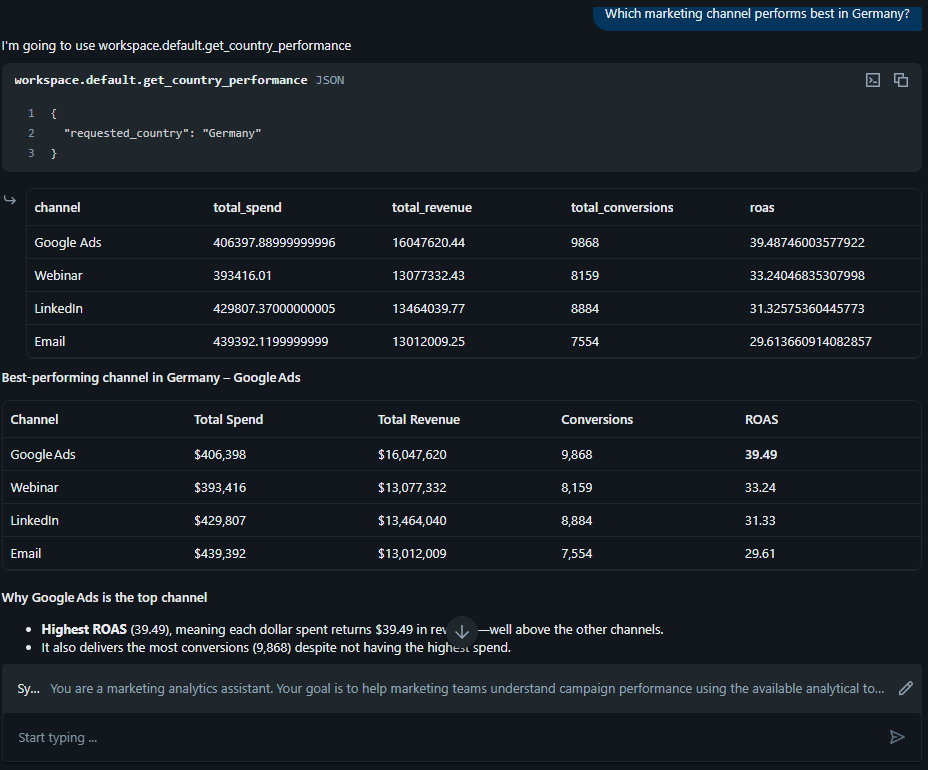 Which marketing channel performs best in Germany?
I'm going to use workspace.default.get_country_performance
workspace.default.get_country_performance JSON
1 {
2 "requested_country": "Germany"
3 }
channel total_spend total_revenue total_conversions roas
Google Ads 406397.88999999996 16047620.44 9868 39.48746003577922
Webinar 393416.01 13077332.43 8159 33.24046835307998
LinkedIn 429807.37000000005 13464039.77 8884 31.32575360445773
Email 439392.1199999999 13012009.25 7554 29.613660914082857
Best-performing channel in Germany – Google Ads
Channel Total Spend Total Revenue Conversions ROAS
Google Ads $406,398 $16,047,620 9,868 39.49
Webinar $393,416 $13,077,332 8,159 33.24
LinkedIn $429,807 $13,464,040 8,884 31.33
Email $439,392 $13,012,009 7,554 29.61
Why Google Ads is the top channel
• Highest ROAS (39.49), meaning each dollar spent returns $39.49 in rev —well above the other channels.
• It also delivers the most conversions (9,868) despite not having the highest spend.
Sy... You are a marketing analytics assistant. Your goal is to help marketing teams understand campaign performance using the available analytical to...
Start typing ...